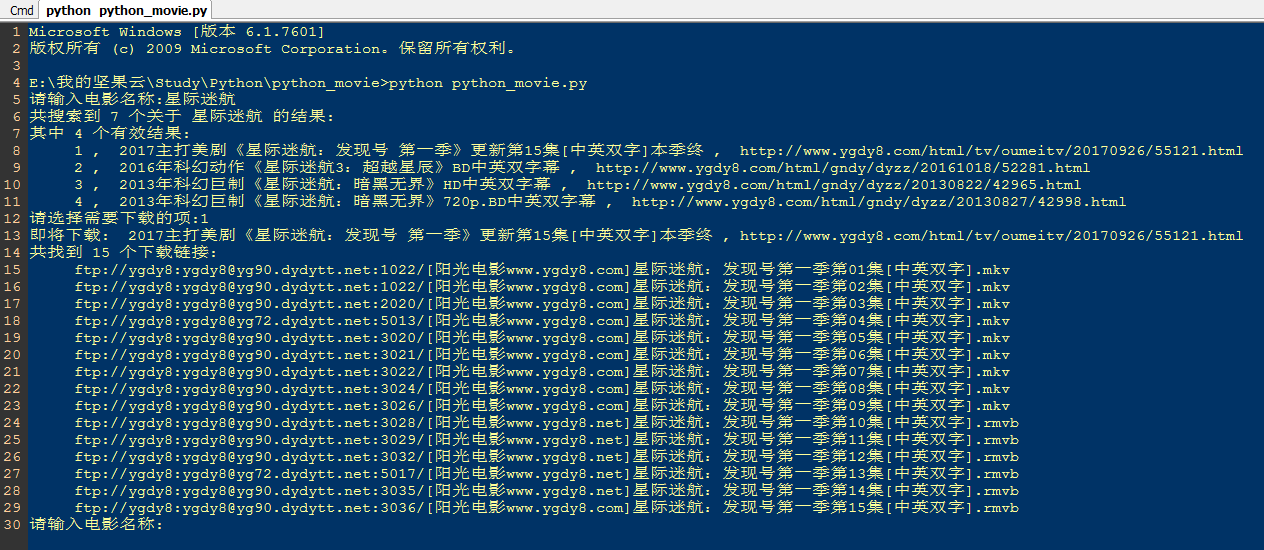 Cmd python python_movie.py
1 Microsoft Windows [版本 6.1.7601]
2 版权所有 (c) 2009 Microsoft Corporation。保留所有权利。
3
4 E:\我的坚果云\Study\Python\python_movie>python python_movie.py
5 请输入电影名称:星际迷航
6 共搜索到 7 个关于 星际迷航 的结果:
7 其中 4 个有效结果:
8 1 , 2017主打美剧《星际迷航：发现号 第一季》更新第15集[中英双字]本季终 , http://www.ygdy8.com/html/tv/oumeitv/20170926/55121.html
9 2 , 2016年科幻动作《星际迷航3：超越星辰》BD中英双字幕 , http://www.ygdy8.com/html/gndy/dyzz/20161018/52281.html
10 3 , 2013年科幻巨制《星际迷航：暗黑无界》HD中英双字幕 , http://www.ygdy8.com/html/gndy/dyzz/20130822/42965.html
11 4 , 2013年科幻巨制《星际迷航：暗黑无界》720p.BD中英双字幕 , http://www.ygdy8.com/html/gndy/dyzz/20130827/42998.html
12 请选择需要下载的项:1
13 即将下载： 2017主打美剧《星际迷航：发现号 第一季》更新第15集[中英双字]本季终 , http://www.ygdy8.com/html/tv/oumeitv/20170926/55121.html
14 共找到 15 个下载链接:
15 ftp://ygdy8:ygdy8@yg90.dydytt.net:1022/[阳光电影www.ygdy8.com]星际迷航：发现号第一季第01集[中英双字].mkv
16 ftp://ygdy8:ygdy8@yg90.dydytt.net:1022/[阳光电影www.ygdy8.com]星际迷航：发现号第一季第02集[中英双字].mkv
17 ftp://ygdy8:ygdy8@yg90.dydytt.net:2020/[阳光电影www.ygdy8.com]星际迷航：发现号第一季第03集[中英双字].mkv
18 ftp://ygdy8:ygdy8@yg72.dydytt.net:5013/[阳光电影www.ygdy8.com]星际迷航：发现号第一季第04集[中英双字].mkv
19 ftp://ygdy8:ygdy8@yg90.dydytt.net:3020/[阳光电影www.ygdy8.com]星际迷航：发现号第一季第05集[中英双字].mkv
20 ftp://ygdy8:ygdy8@yg90.dydytt.net:3021/[阳光电影www.ygdy8.com]星际迷航：发现号第一季第06集[中英双字].mkv
21 ftp://ygdy8:ygdy8@yg90.dydytt.net:3022/[阳光电影www.ygdy8.com]星际迷航：发现号第一季第07集[中英双字].mkv
22 ftp://ygdy8:ygdy8@yg90.dydytt.net:3024/[阳光电影www.ygdy8.com]星际迷航：发现号第一季第08集[中英双字].mkv
23 ftp://ygdy8:ygdy8@yg90.dydytt.net:3026/[阳光电影www.ygdy8.com]星际迷航：发现号第一季第09集[中英双字].mkv
24 ftp://ygdy8:ygdy8@yg90.dydytt.net:3028/[阳光电影www.ygdy8.net]星际迷航：发现号第一季第10集[中英双字].rmvb
25 ftp://ygdy8:ygdy8@yg90.dydytt.net:3029/[阳光电影www.ygdy8.net]星际迷航：发现号第一季第11集[中英双字].rmvb
26 ftp://ygdy8:ygdy8@yg90.dydytt.net:3032/[阳光电影www.ygdy8.net]星际迷航：发现号第一季第12集[中英双字].rmvb
27 ftp://ygdy8:ygdy8@yg72.dydytt.net:5017/[阳光电影www.ygdy8.net]星际迷航：发现号第一季第13集[中英双字].rmvb
28 ftp://ygdy8:ygdy8@yg90.dydytt.net:3035/[阳光电影www.ygdy8.net]星际迷航：发现号第一季第14集[中英双字].rmvb
29 ftp://ygdy8:ygdy8@yg90.dydytt.net:3036/[阳光电影www.ygdy8.net]星际迷航：发现号第一季第15集[中英双字].rmvb
30 请输入电影名称: